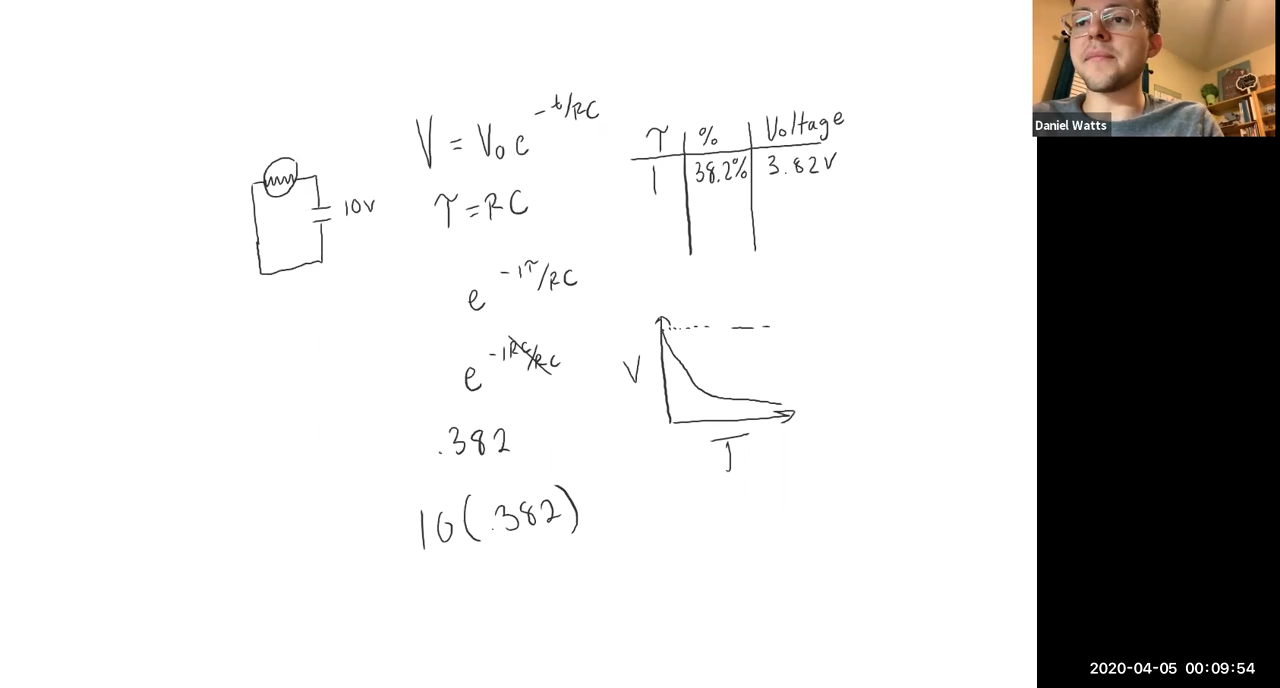 V = V₀ e^-t/RC
τ = RC
e^-1τ/RC
e^-1RC/RC
.382
10(.382)
10V
τ % Voltage
1 38.2% 3.82V
V
T
Daniel Watts
2020-04-05 00:09:54